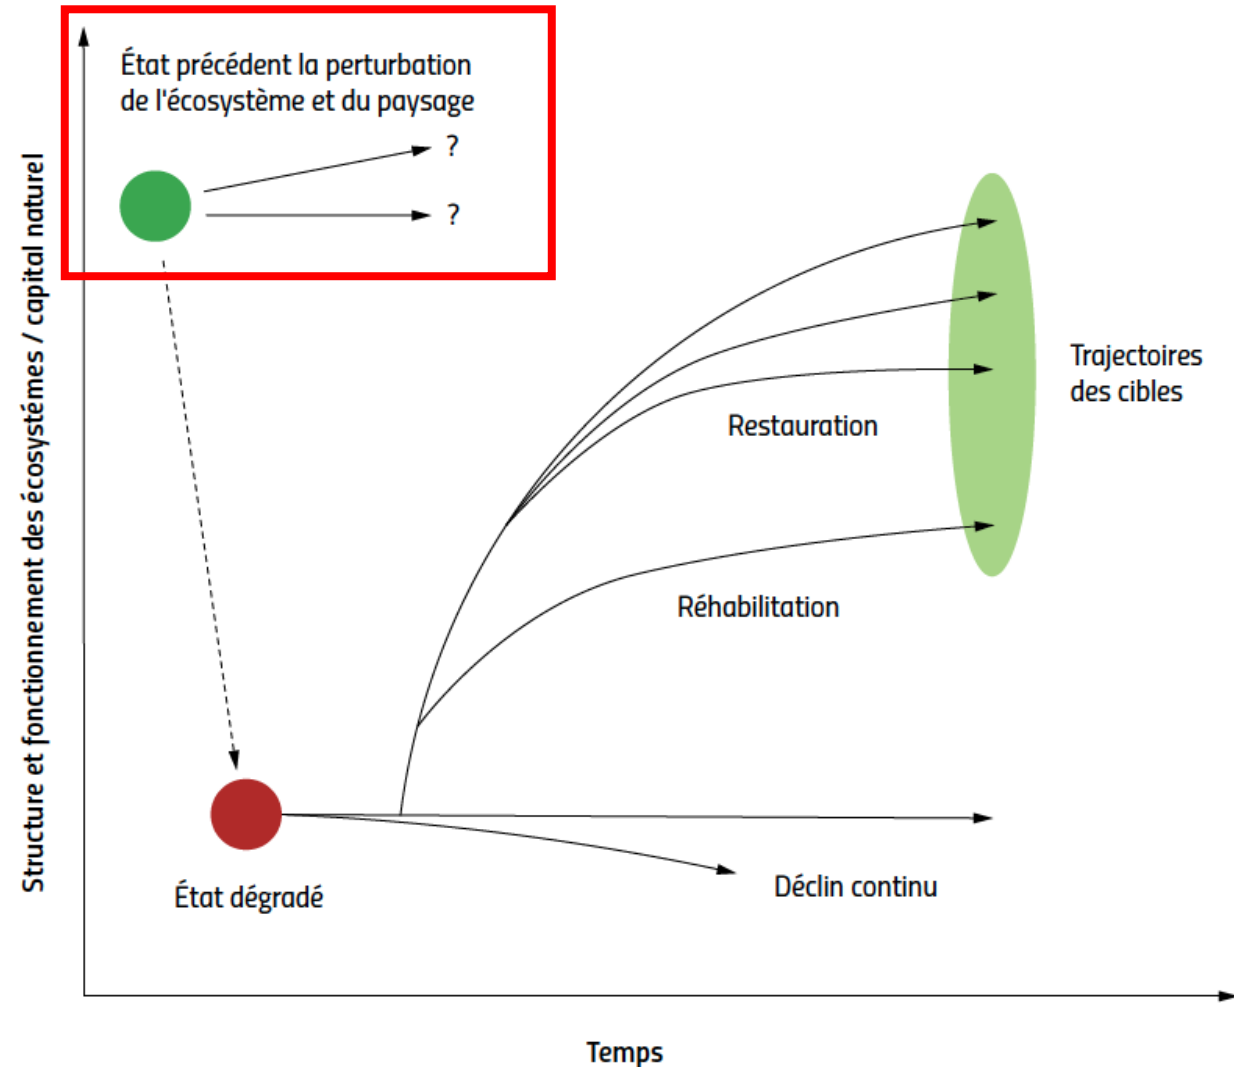 État précédent la perturbation
de l'écosystème et du paysage
?
?
Structure et fonctionnement des écosystémes / capital naturel
Trajectoires
des cibles
Restauration
Réhabilitation
État dégradé
Déclin continu
Temps